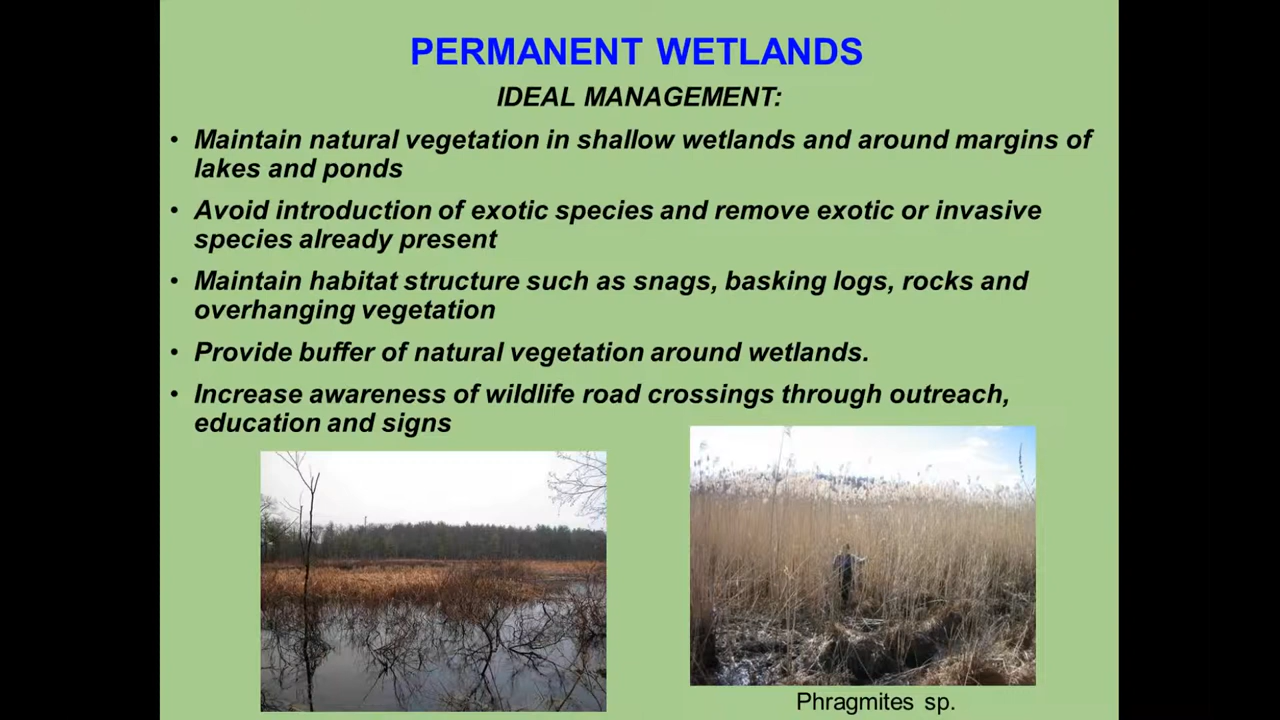 PERMANENT WETLANDS
IDEAL MANAGEMENT:
• Maintain natural vegetation in shallow wetlands and around margins of
lakes and ponds
• Avoid introduction of exotic species and remove exotic or invasive
species already present
• Maintain habitat structure such as snags, basking logs, rocks and
overhanging vegetation
• Provide buffer of natural vegetation around wetlands.
• Increase awareness of wildlife road crossings through outreach,
education and signs
Phragmites sp.